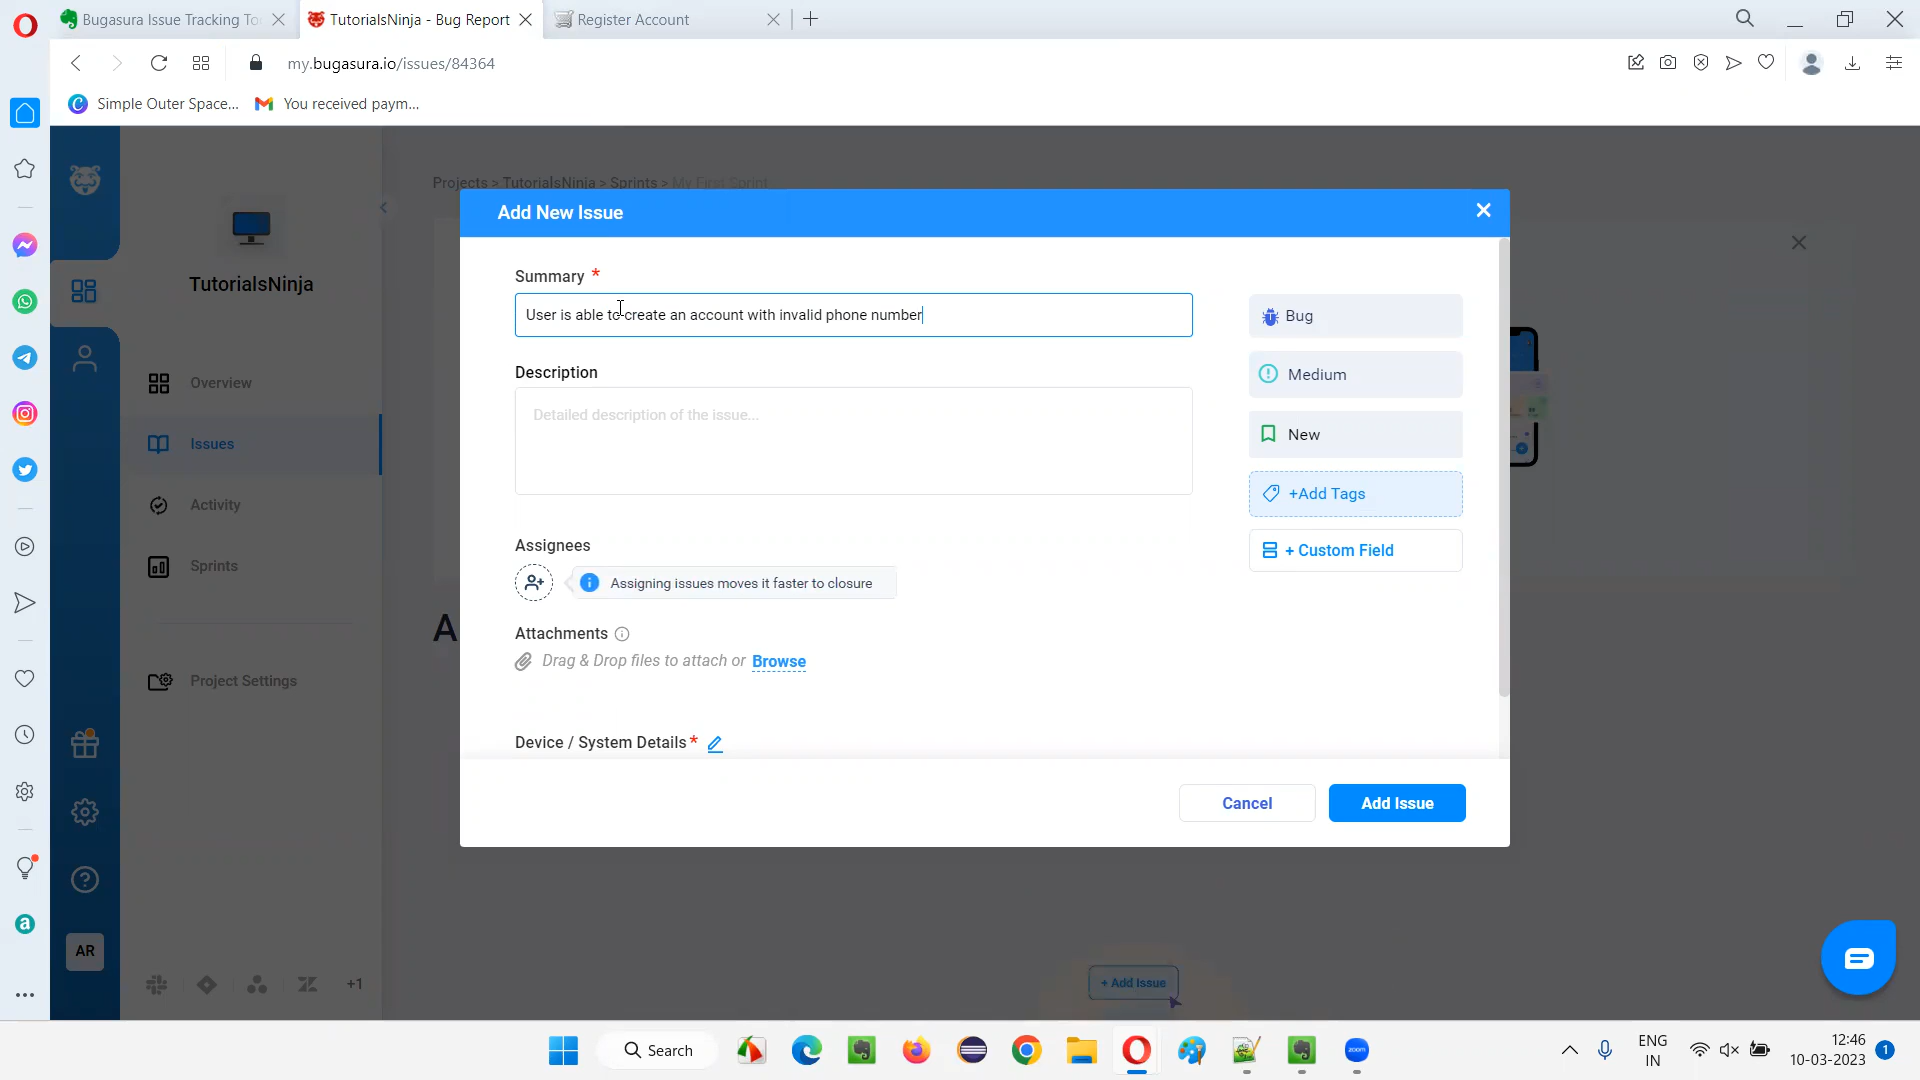 Bugasura Issue Tracking To
TutorialsNinja - Bug Report
Register Account
my.bugasura.io/issues/84364
Simple Outer Space...
You received paym...
Projects > TutorialsNinja > Sprints > My First Sprint
Add New Issue
TutorialsNinja
Overview
Issues
Activity
Sprints
Project Settings
+1
AR
Summary *
User is able to create an account with invalid phone number
Description
Detailed description of the issue...
Assignees
Assigning issues moves it faster to closure
Attachments
Drag & Drop files to attach or Browse
Device / System Details*
Bug
Medium
New
+Add Tags
+ Custom Field
Cancel
Add Issue
A
+ Add Issue
Search
zoom
ENG
IN
12:46
10-03-2023
1